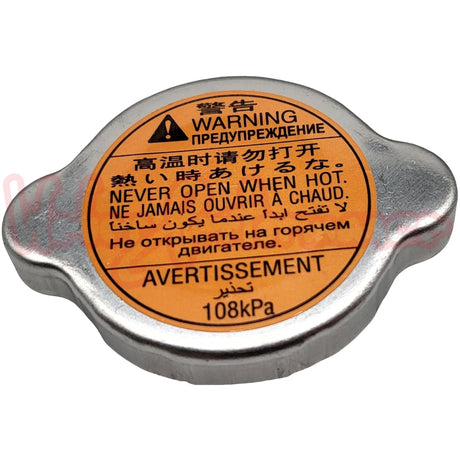 警告
WARNING
ПРЕДУПРЕЖДЕНИЕ
高温时请勿打开
熱い時あけるな。
NEVER OPEN WHEN HOT.
NE JAMAIS OUVRIR À CHAUD.
لا تفتح ابدأ عندما يكون ساخنا
Не открывать на горячем
двигателе.
AVERTISSEMENT
تحذير
108kPa